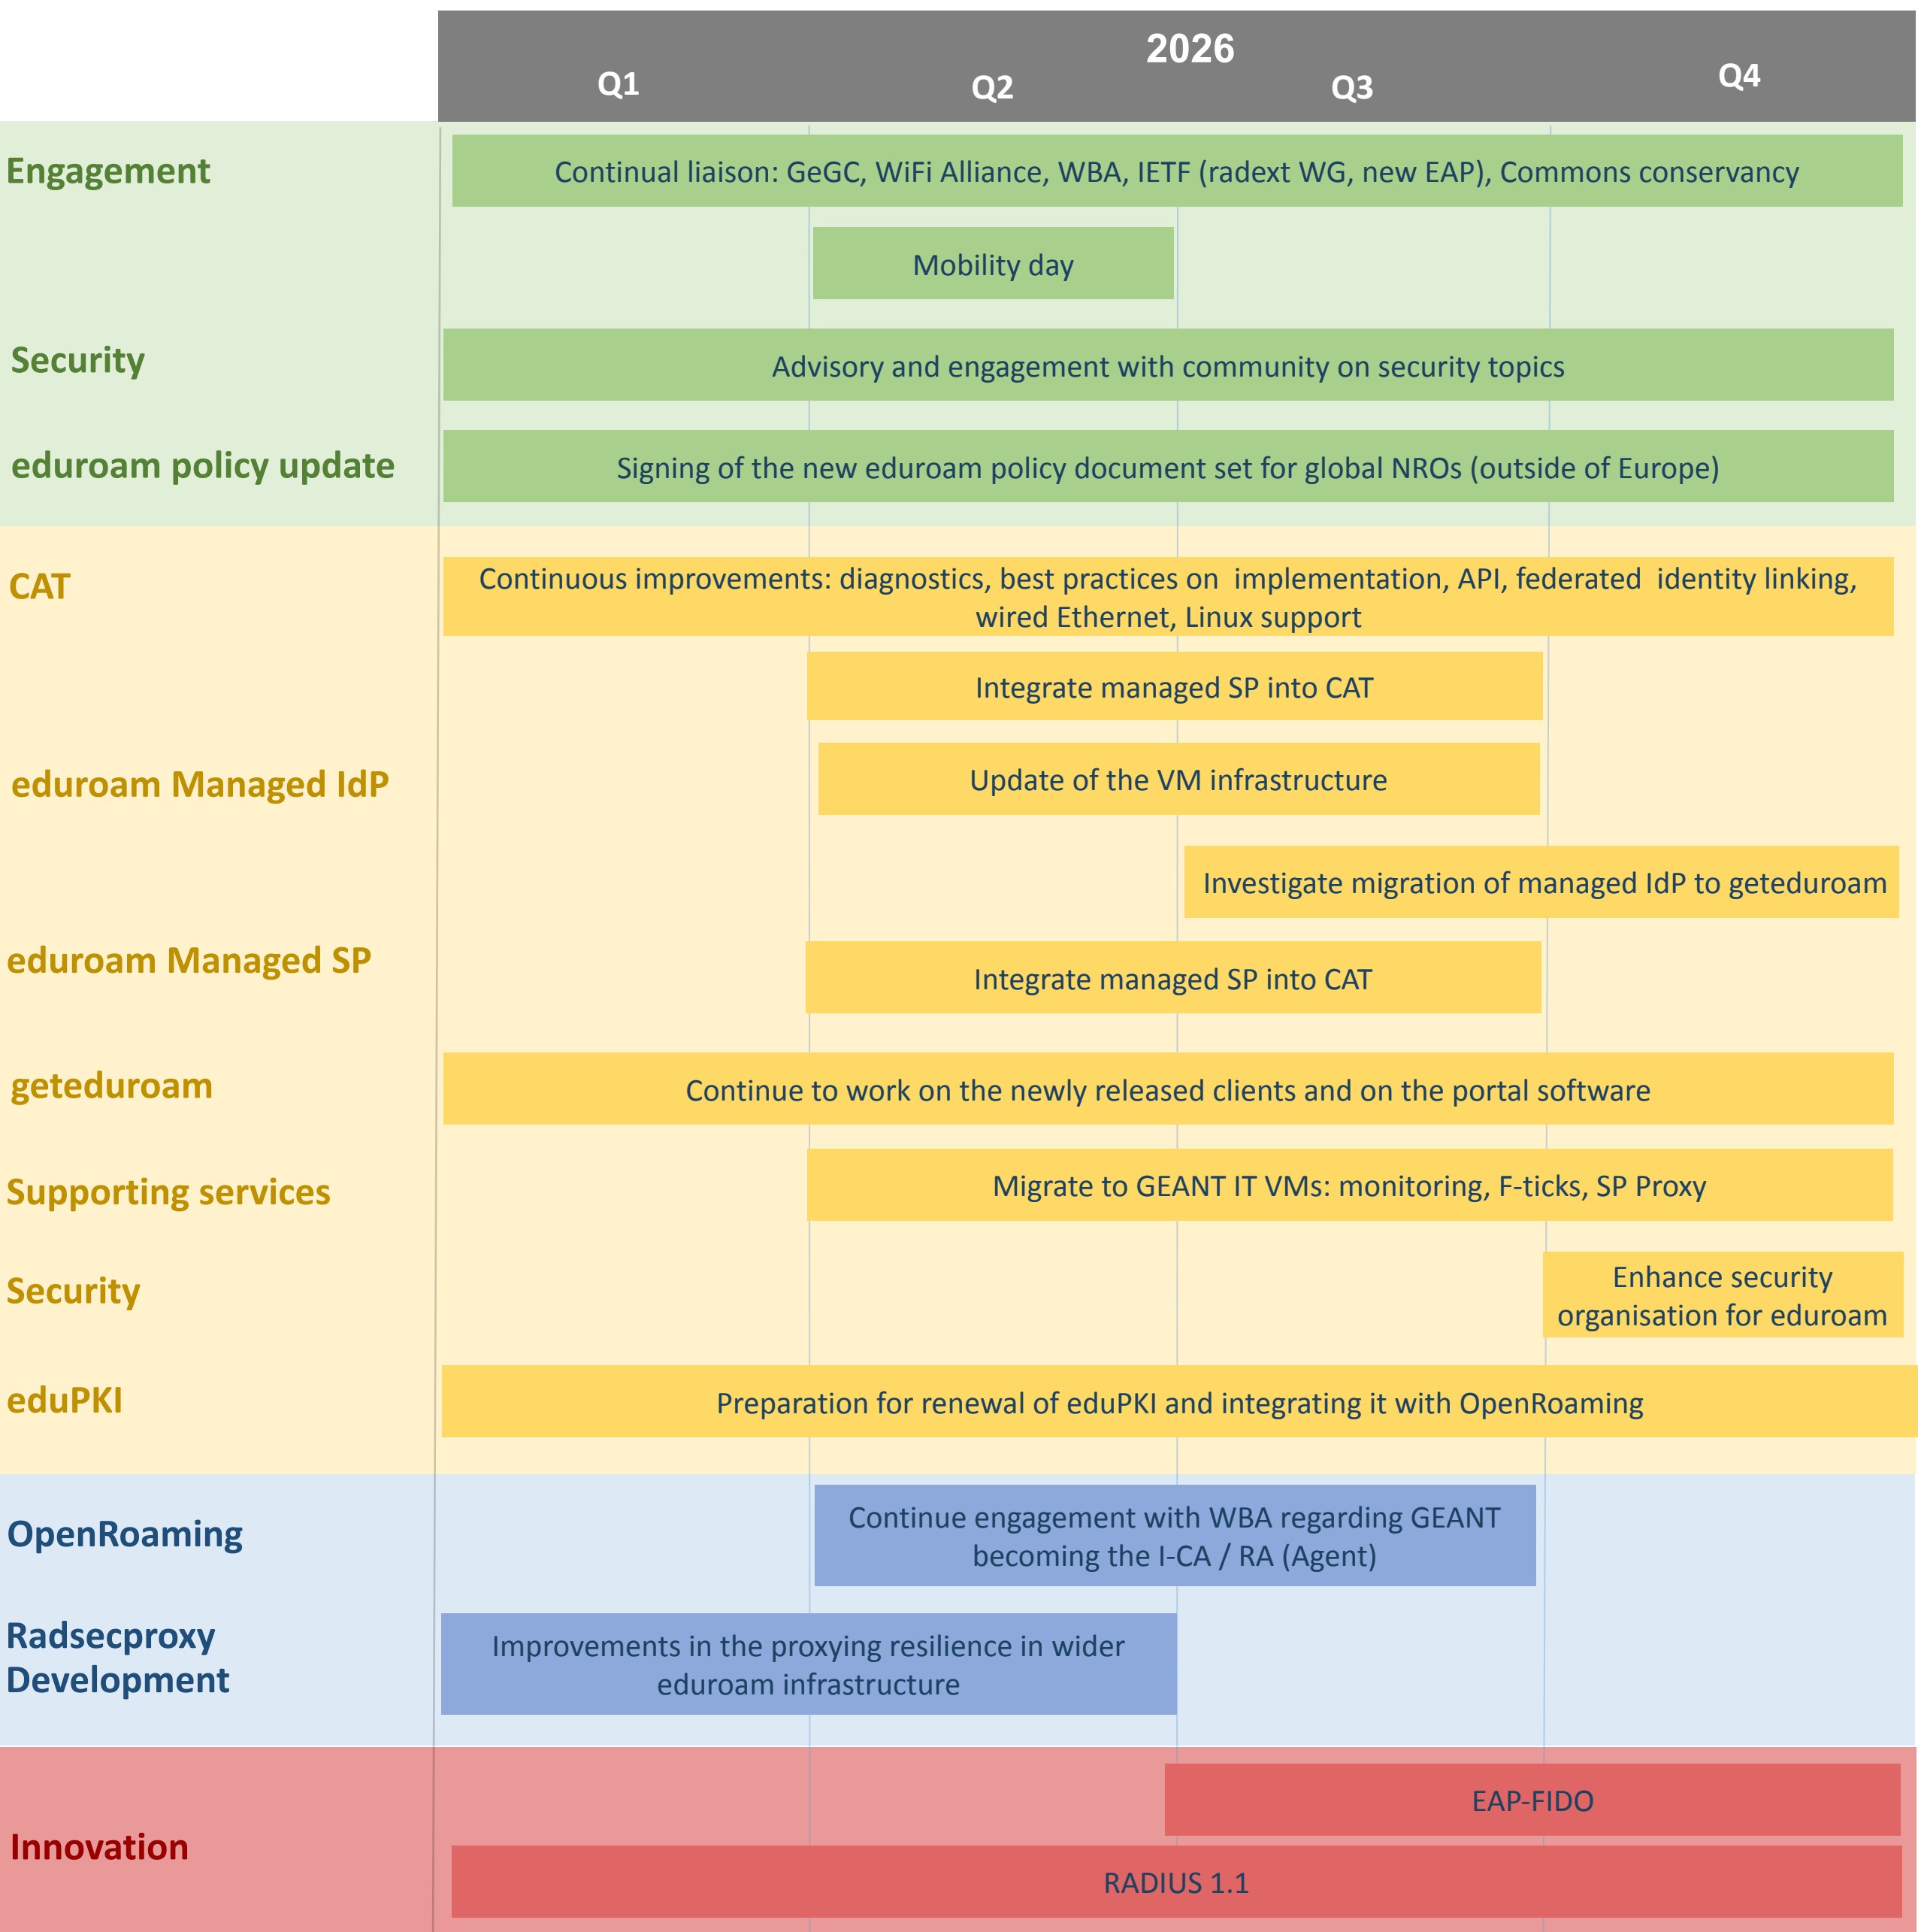 2026
Q1
Q2
Q3
Q4
Engagement
Continual liaison: GeGC, WiFi Alliance, WBA, IETF (radext WG, new EAP), Commons conservancy
Mobility day
Security
Advisory and engagement with community on security topics
eduroam policy update
Signing of the new eduroam policy document set for global NROs (outside of Europe)
CAT
Continuous improvements: diagnostics, best practices on implementation, API, federated identity linking,
wired Ethernet, Linux support
Integrate managed SP into CAT
eduroam Managed IdP
Update of the VM infrastructure
Investigate migration of managed IdP to geteduroam
eduroam Managed SP
Integrate managed SP into CAT
geteduroam
Continue to work on the newly released clients and on the portal software
Supporting services
Migrate to GEANT IT VMs: monitoring, F-ticks, SP Proxy
Security
Enhance security
organisation for eduroam
eduPKI
Preparation for renewal of eduPKI and integrating it with OpenRoaming
OpenRoaming
Continue engagement with WBA regarding GEANT
becoming the I-CA / RA (Agent)
Radsecproxy
Development
Improvements in the proxying resilience in wider
eduroam infrastructure
Innovation
EAP-FIDO
RADIUS 1.1